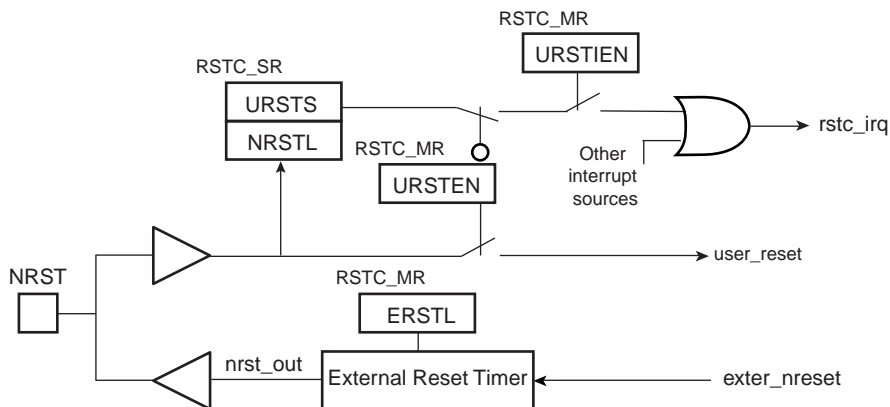 RSTC_MR
URSTIEN
RSTC_SR
URSTS
NRSTL
rstc_irq
RSTC_MR
URSTEN
Other
interrupt
sources
user_reset
NRST
RSTC_MR
ERSTL
nrst_out
External Reset Timer
exter_nreset